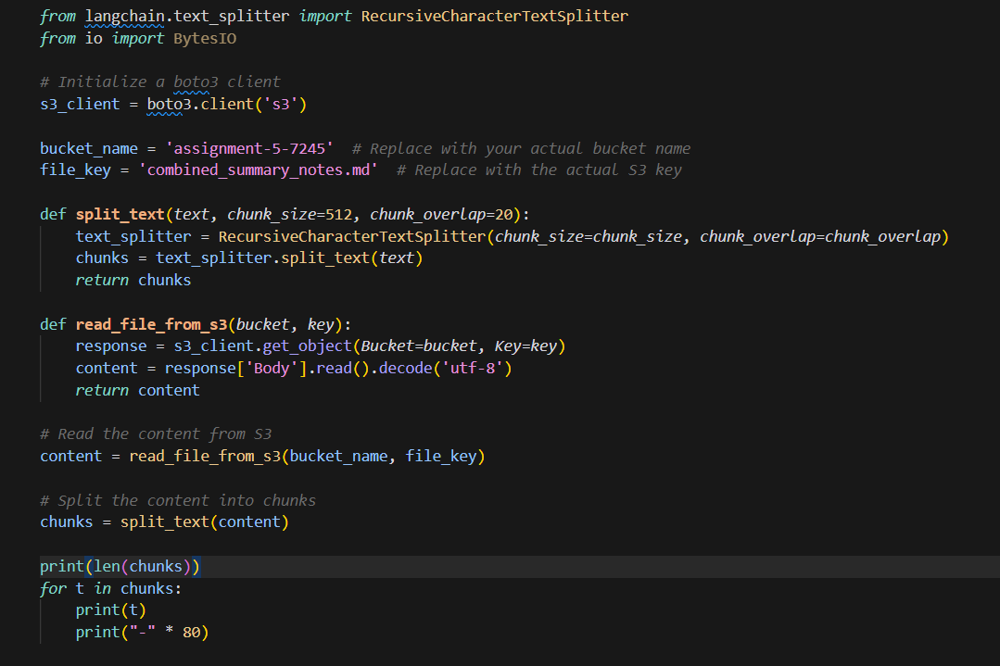 from langchain.text_splitter import RecursiveCharacterTextSplitter
from io import BytesIO
# Initialize a boto3 client
s3_client = boto3.client('s3')
bucket_name = 'assignment-5-7245'  # Replace with your actual bucket name
file_key = 'combined_summary_notes.md'  # Replace with the actual S3 key
def split_text(text, chunk_size=512, chunk_overlap=20):
    text_splitter = RecursiveCharacterTextSplitter(chunk_size=chunk_size, chunk_overlap=chunk_overlap)
    chunks = text_splitter.split_text(text)
    return chunks
def read_file_from_s3(bucket, key):
    response = s3_client.get_object(Bucket=bucket, Key=key)
    content = response['Body'].read().decode('utf-8')
    return content
# Read the content from S3
content = read_file_from_s3(bucket_name, file_key)
# Split the content into chunks
chunks = split_text(content)
print(len(chunks))
for t in chunks:
    print(t)
    print("-" * 80)